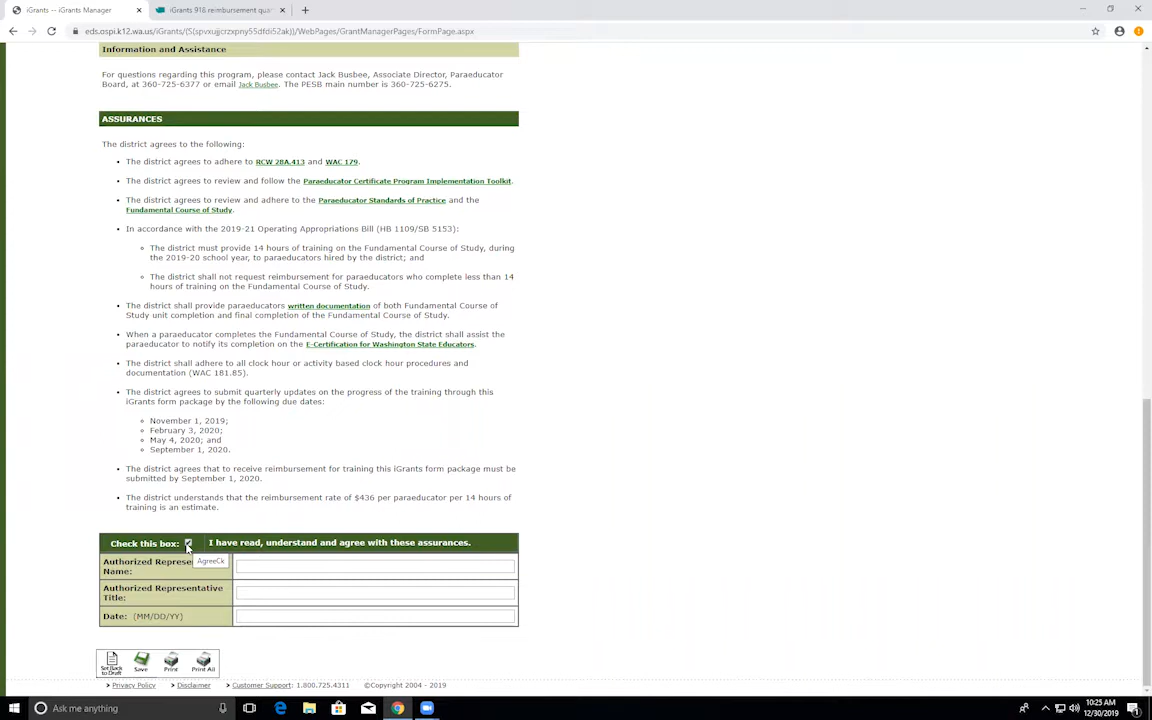 iGrants -- iGrants Manager
iGrants 916 reimbursement qua
eds.ospi.k12.wa.us/iGrants/(S(spvxujjcrzxpny55dfdi52ak))/WebPages/GrantManagerPages/FormPage.aspx
Information and Assistance
For questions regarding this program, please contact Jack Busbee, Associate Director, Paraeducator
Board, at 360-725-6377 or email Jack Busbee. The PESB main number is 360-725-6275.
ASSURANCES
The district agrees to the following:
• The district agrees to adhere to RCW 28A.413 and WAC 179.
• The district agrees to review and follow the Paraeducator Certificate Program Implementation Toolkit.
• The district agrees to review and adhere to the Paraeducator Standards of Practice and the
Fundamental Course of Study.
• In accordance with the 2019-21 Operating Appropriations Bill (HB 1109/SB 5153):
The district must provide 14 hours of training on the Fundamental Course of Study, during
the 2019-20 school year, to paraeducators hired by the district; and
The district shall not request reimbursement for paraeducators who complete less than 14
hours of training on the Fundamental Course of Study.
• The district shall provide paraeducators written documentation of both Fundamental Course of
Study unit completion and final completion of the Fundamental Course of Study.
• When a paraeducator completes the Fundamental Course of Study, the district shall assist the
paraeducator to notify its completion on the E-Certification for Washington State Educators.
• The district shall adhere to all clock hour or activity based clock hour procedures and
documentation (WAC 181.85).
• The district agrees to submit quarterly updates on the progress of the training through this
iGrants form package by the following due dates:
November 1, 2019;
February 3, 2020;
May 4, 2020; and
September 1, 2020.
• The district agrees that to receive reimbursement for training this iGrants form package must be
submitted by September 1, 2020.
• The district understands that the reimbursement rate of $436 per paraeducator per 14 hours of
training is an estimate.
Check this box: I have read, understand and agree with these assurances.
AgreeCk
Authorized Represe
Name:
Authorized Representative
Title:
Date: (MM/DD/YY)
Set Back
to Draft
Save
Print
Print All
Privacy Policy Disclaimer Customer Support: 1.800.725.4311 ©Copyright 2004 - 2019
Ask me anything
10:25 AM
12/30/2019